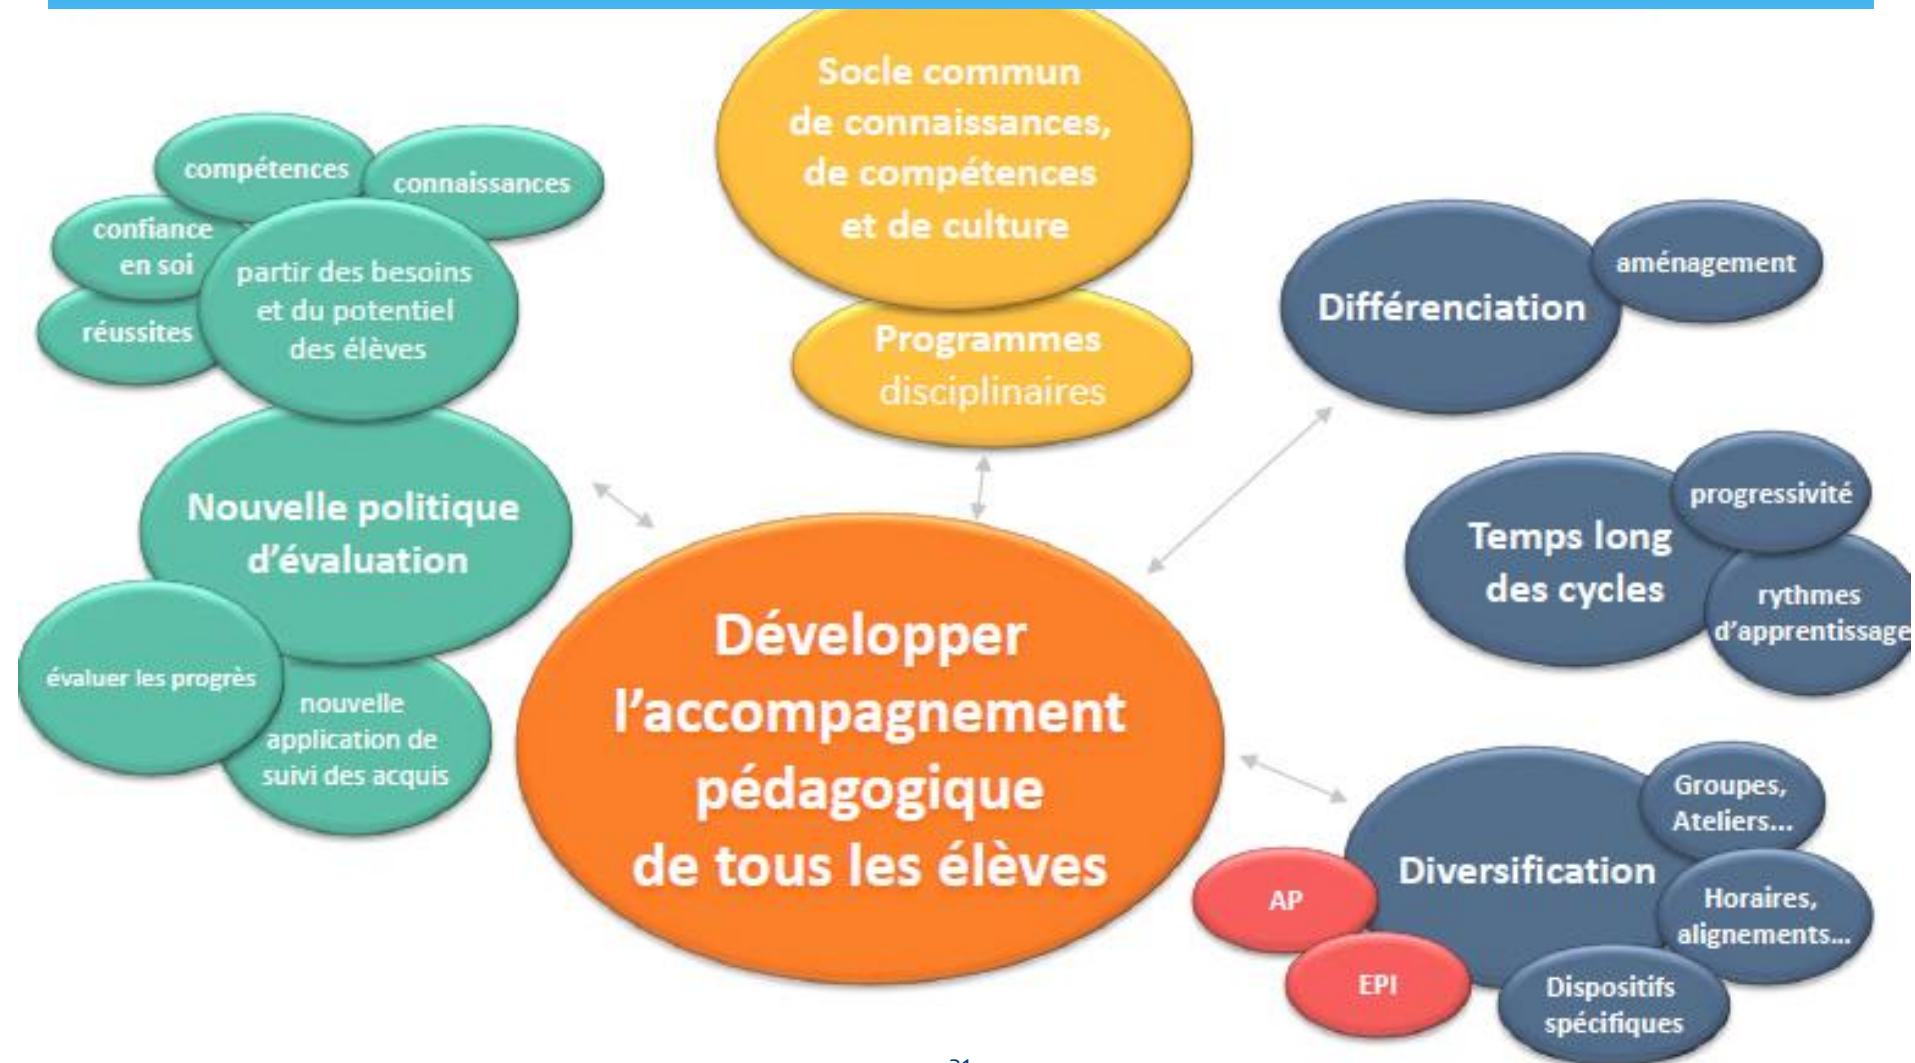 Socle commun
de connaissances,
de compétences
et de culture
Programmes
disciplinaires
compétences
connaissances
confiance
en soi
réussites
partir des besoins
et du potentiel
des élèves
Nouvelle politique
d’évaluation
évaluer les progrès
nouvelle
application de
suivi des acquis
Développer
l’accompagnement
pédagogique
de tous les élèves
Différenciation
aménagement
Temps long
des cycles
progressivité
rythmes
d’apprentissage
Diversification
Groupes,
Ateliers...
Horaires,
alignements...
Dispositifs
spécifiques
AP
EPI